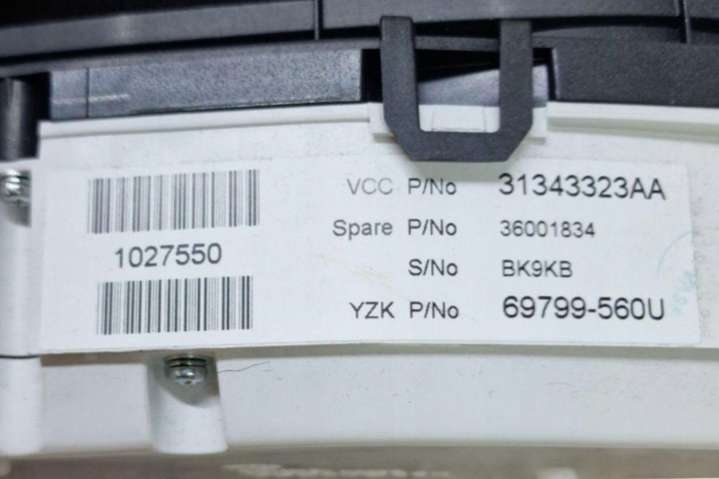 1027550
VCC P/No 31343323AA
Spare P/No 36001834
S/No BK9KB
YZK P/No 69799-560U